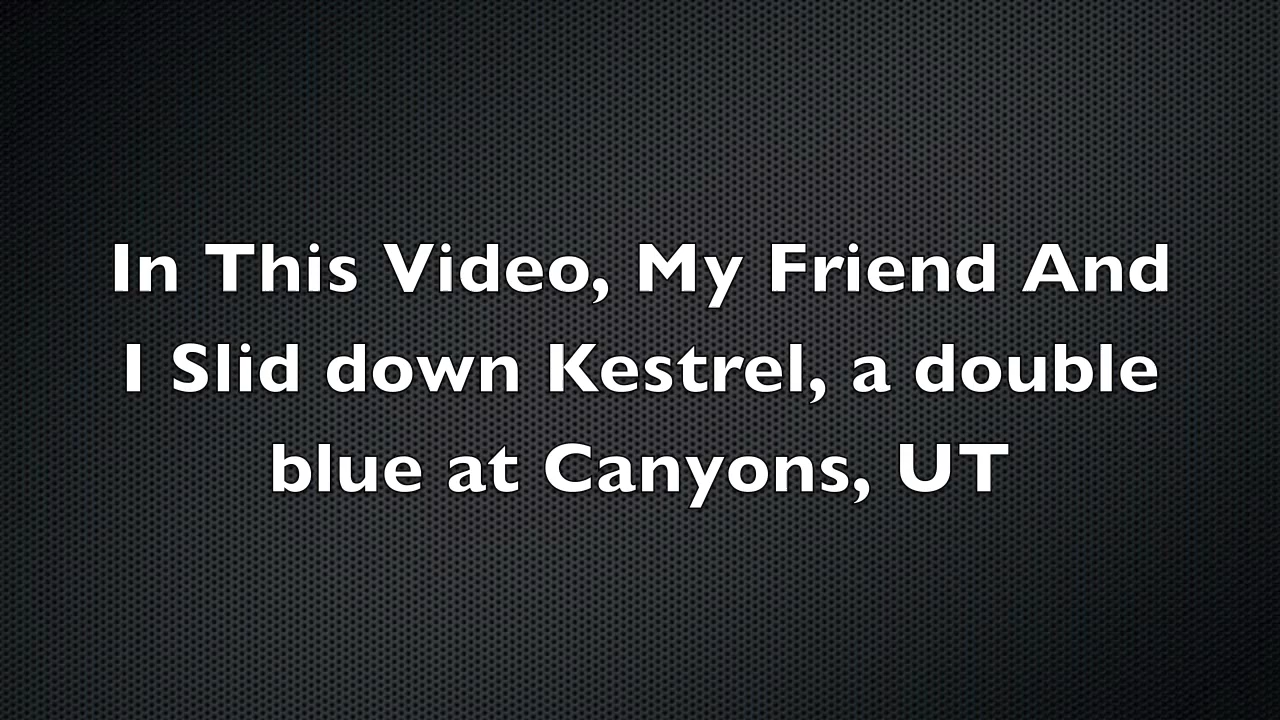 In This Video, My Friend And
I Slid down Kestrel, a double
blue at Canyons, UT